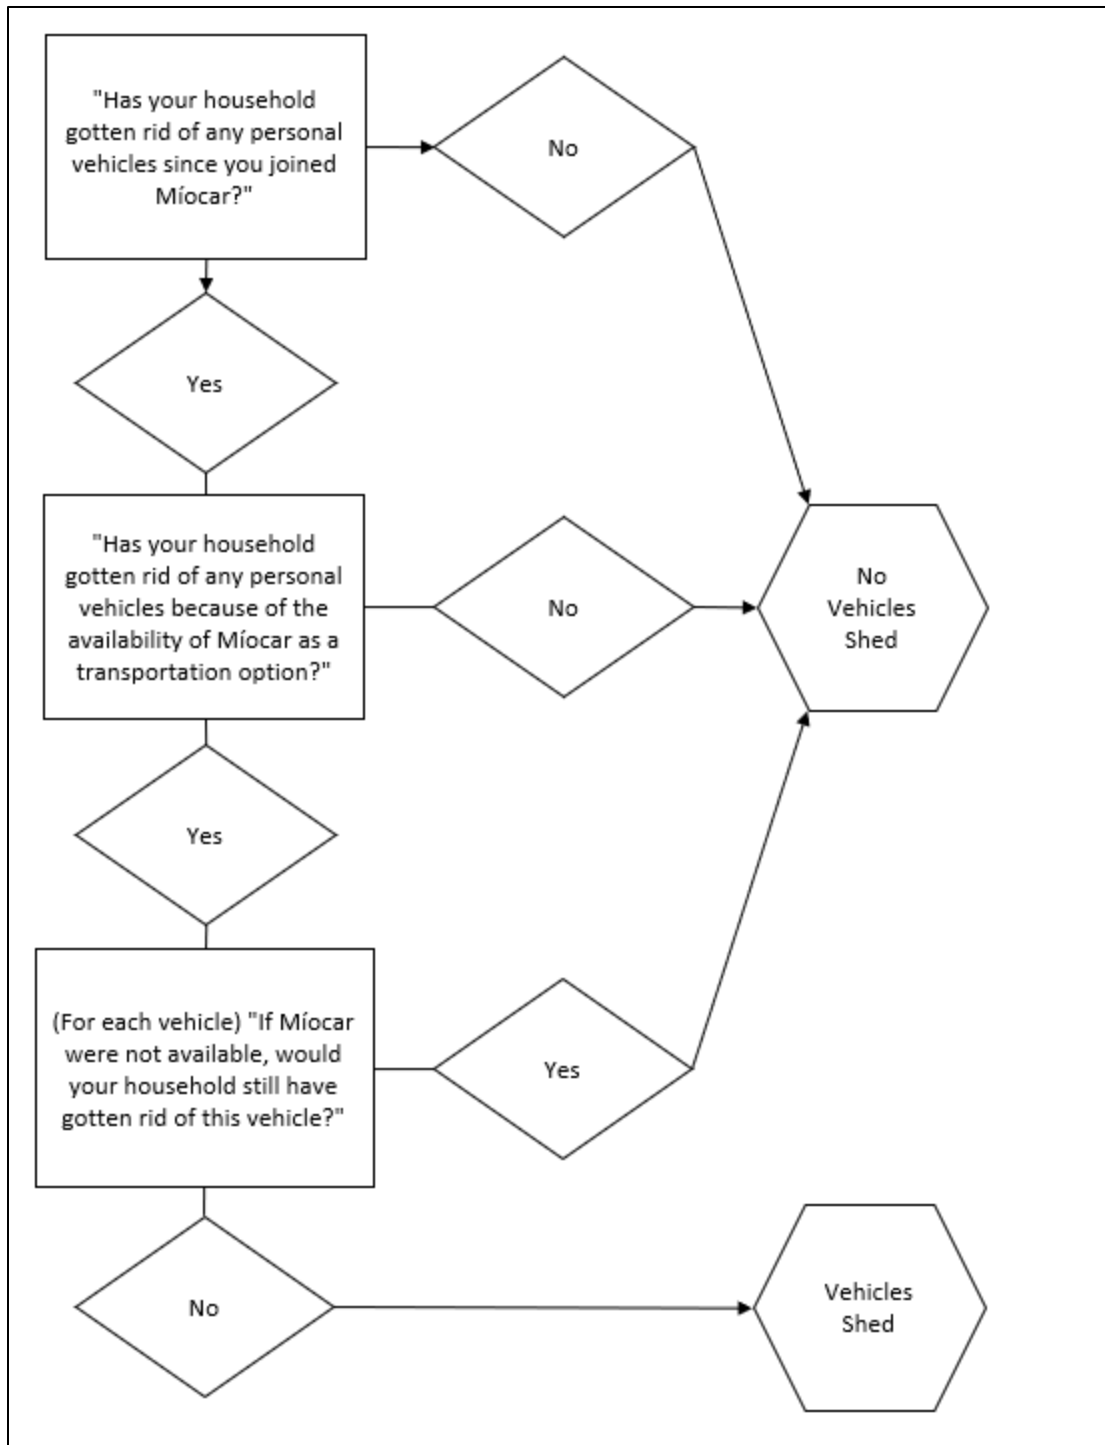 "Has your household
gotten rid of any personal
vehicles since you joined
Míocar?"
No
Yes
"Has your household
gotten rid of any personal
vehicles because of the
availability of Míocar as a
transportation option?"
No
No
Vehicles
Shed
Yes
(For each vehicle) "If Míocar
were not available, would
your household still have
gotten rid of this vehicle?"
Yes
No
Vehicles
Shed